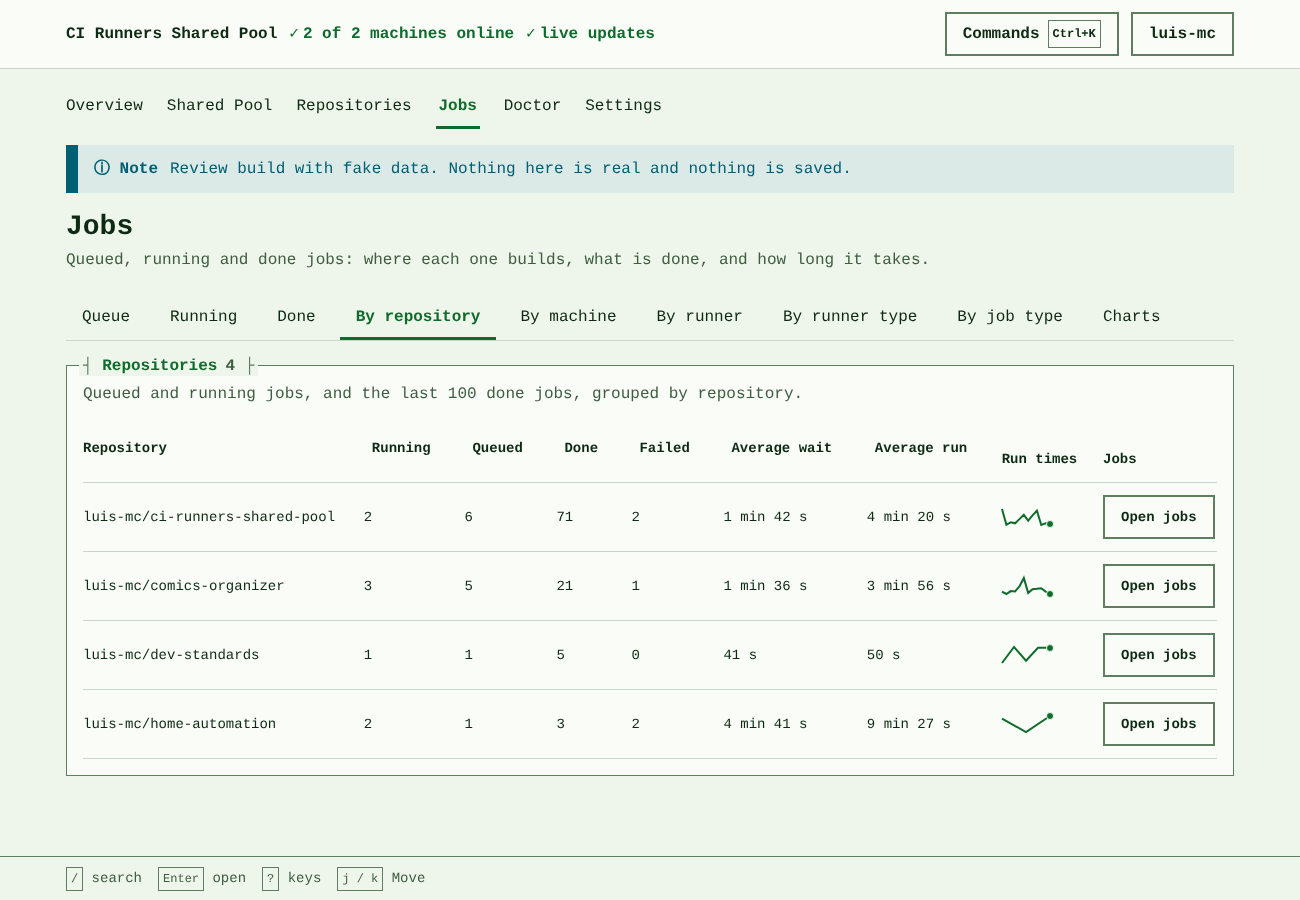 CI Runners Shared Pool ✓ 2 of 2 machines online ✓ live updates Commands Ctrl+K luis-mc
Overview Shared Pool Repositories Jobs Doctor Settings
ⓘ Note Review build with fake data. Nothing here is real and nothing is saved.
Jobs
Queued, running and done jobs: where each one builds, what is done, and how long it takes.
Queue Running Done By repository By machine By runner By runner type By job type Charts
Repositories 4
Queued and running jobs, and the last 100 done jobs, grouped by repository.
Repository Running Queued Done Failed Average wait Average run Run times Jobs
luis-mc/ci-runners-shared-pool 2 6 71 2 1 min 42 s 4 min 20 s Open jobs
luis-mc/comics-organizer 3 5 21 1 1 min 36 s 3 min 56 s Open jobs
luis-mc/dev-standards 1 1 5 0 41 s 50 s Open jobs
luis-mc/home-automation 2 1 3 2 4 min 41 s 9 min 27 s Open jobs
/ search Enter open ? keys j / k Move